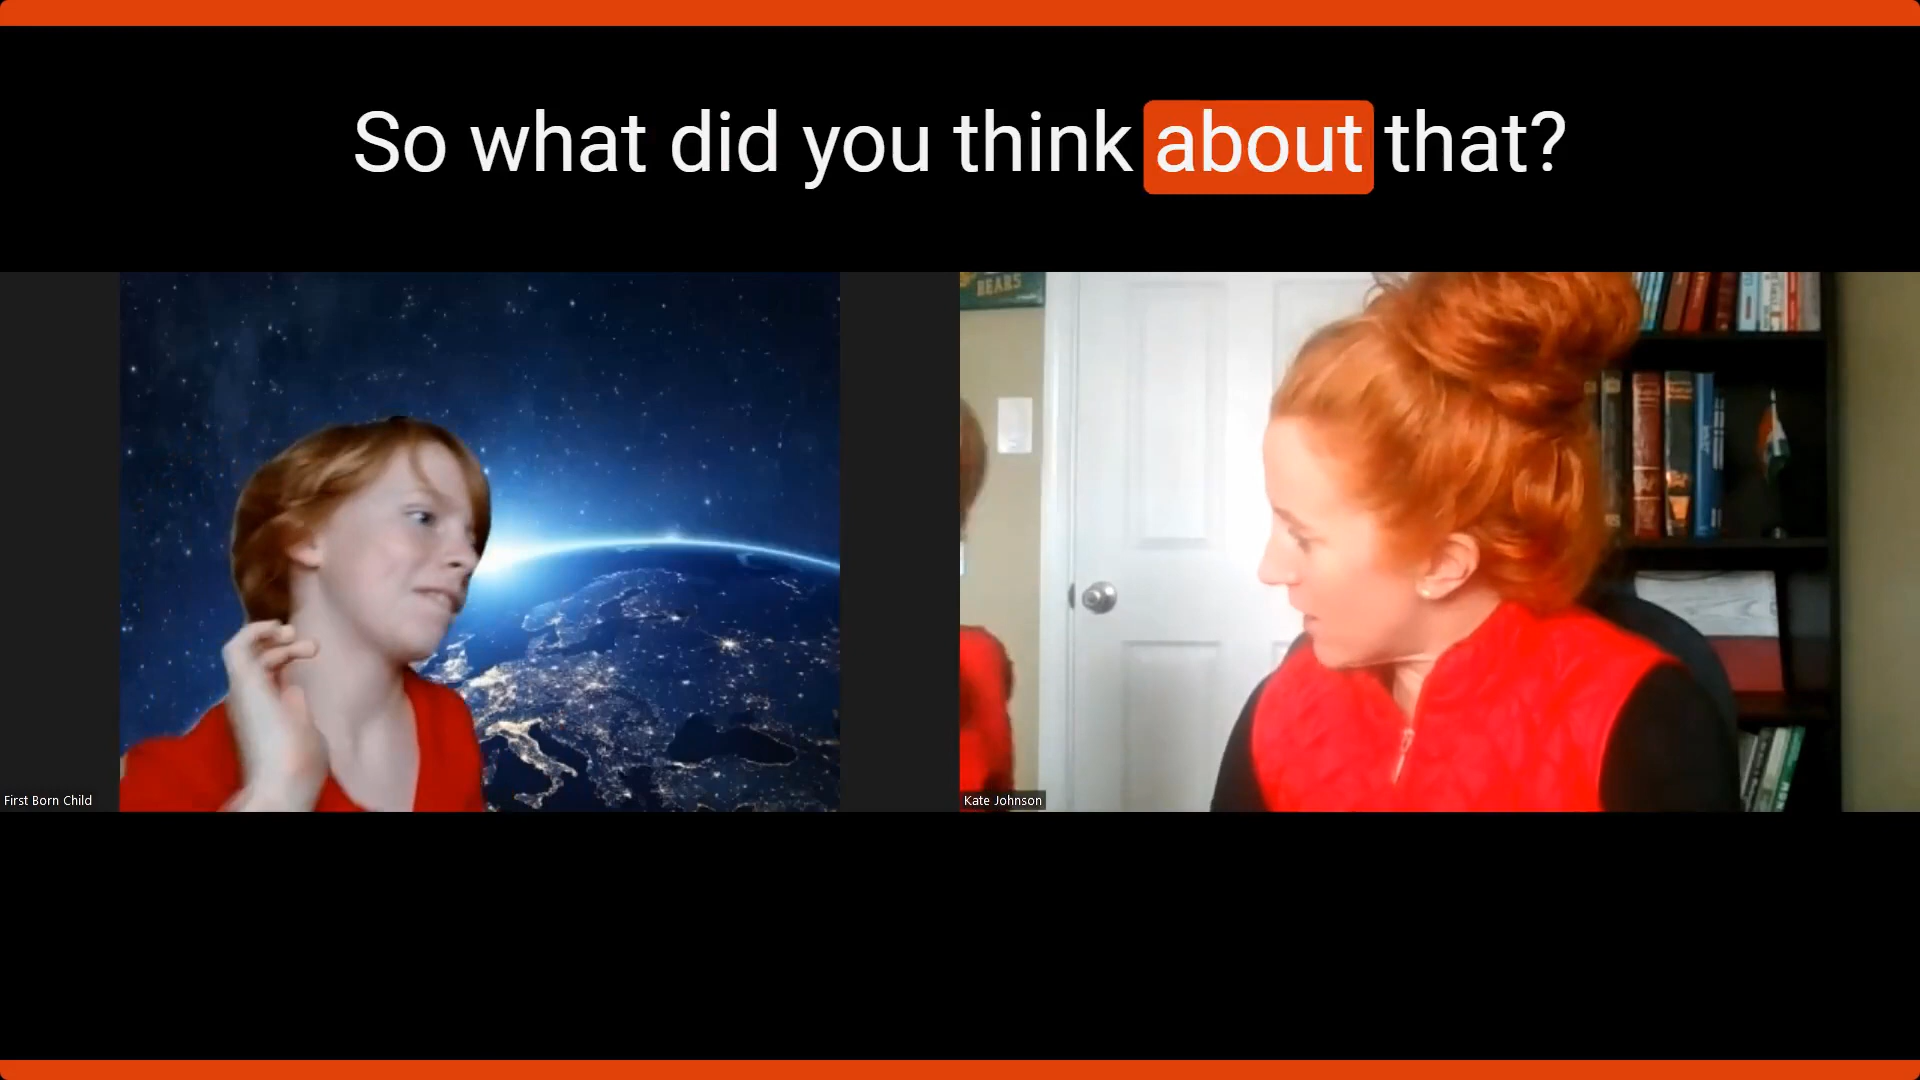 So what did you think about that?
BEARS
First Born Child
Kate Johnson